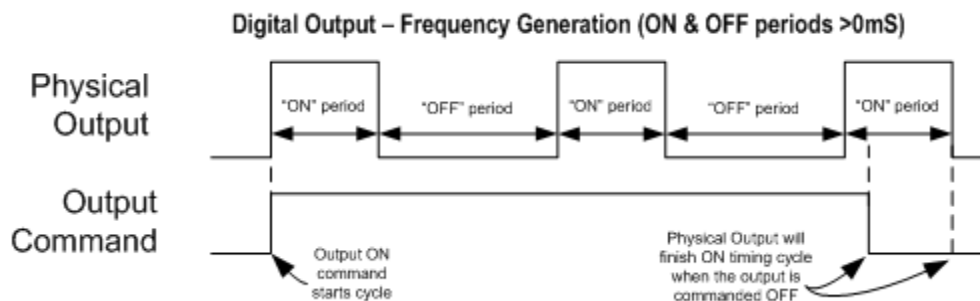 Digital Output – Frequency Generation (ON & OFF periods >0mS)
Physical
Output
"ON" period
"OFF" period
"ON" period
"OFF" period
"ON" period
Output
Command
Output ON
command
starts cycle
Physical Output will
finish ON timing cycle
when the output is
commanded OFF